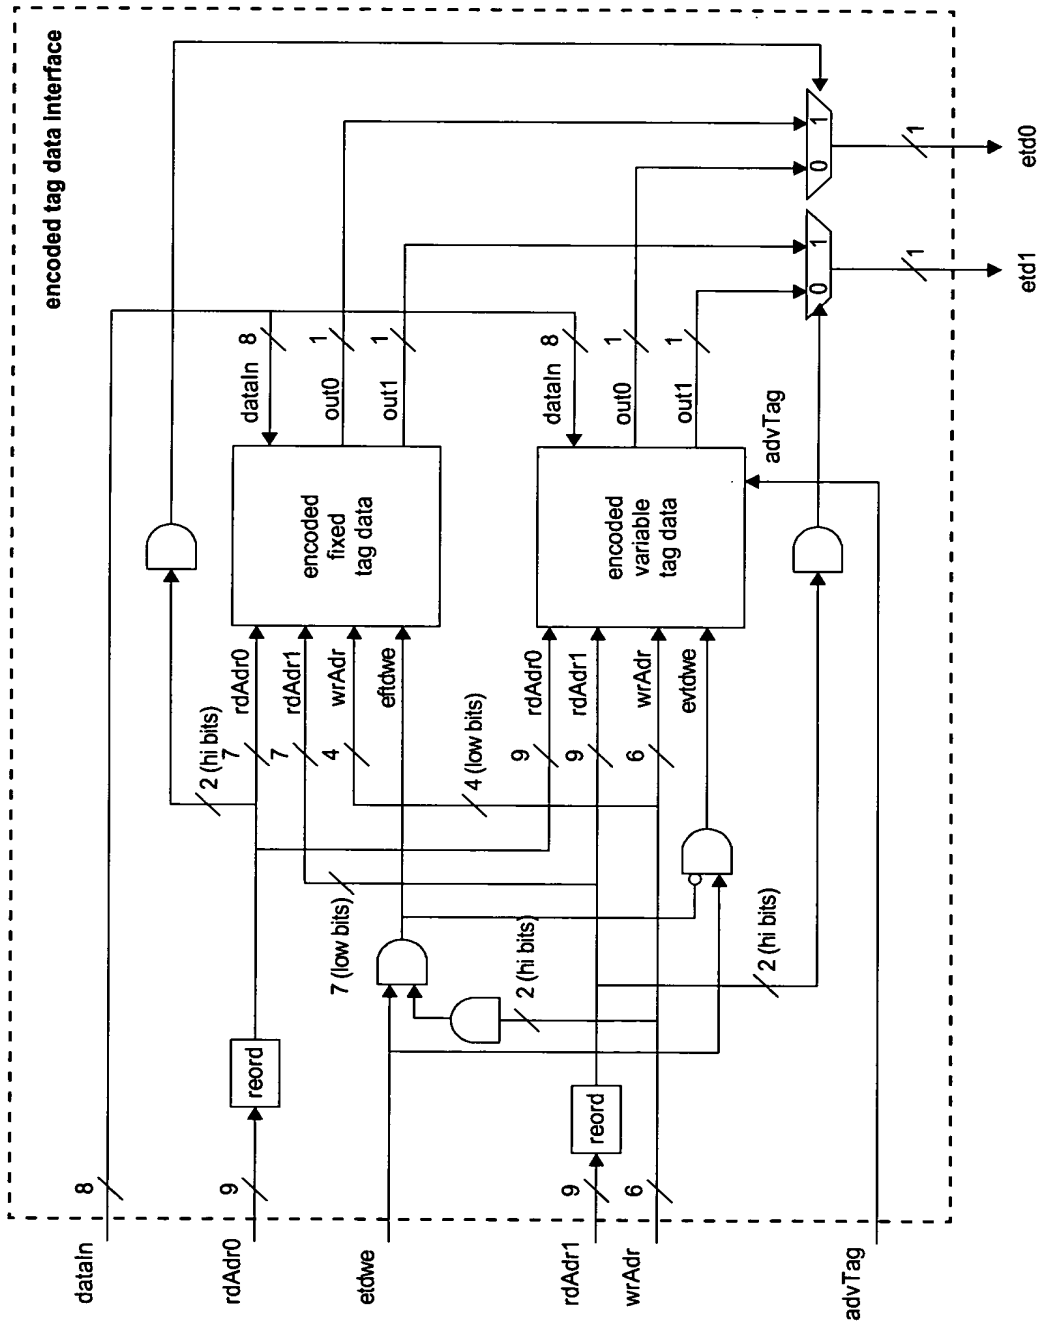 encoded tag data interface
dataIn
8
rdAdr0
9
etdwe
rdAdr1
9
wrAdr
6
advTag
reord
reord
2 (hi bits)
7 (low bits)
2 (hi bits)
4 (low bits)
2 (hi bits)
7
rdAdr0
7
rdAdr1
4
wrAdr
eftdwe
encoded
fixed
tag data
dataIn
8
out0
1
out1
1
9
rdAdr0
9
rdAdr1
6
wrAdr
evtdwe
encoded
variable
tag data
dataIn
8
out0
1
out1
1
advTag
0 1
0 1
1
etd0
1
etd1